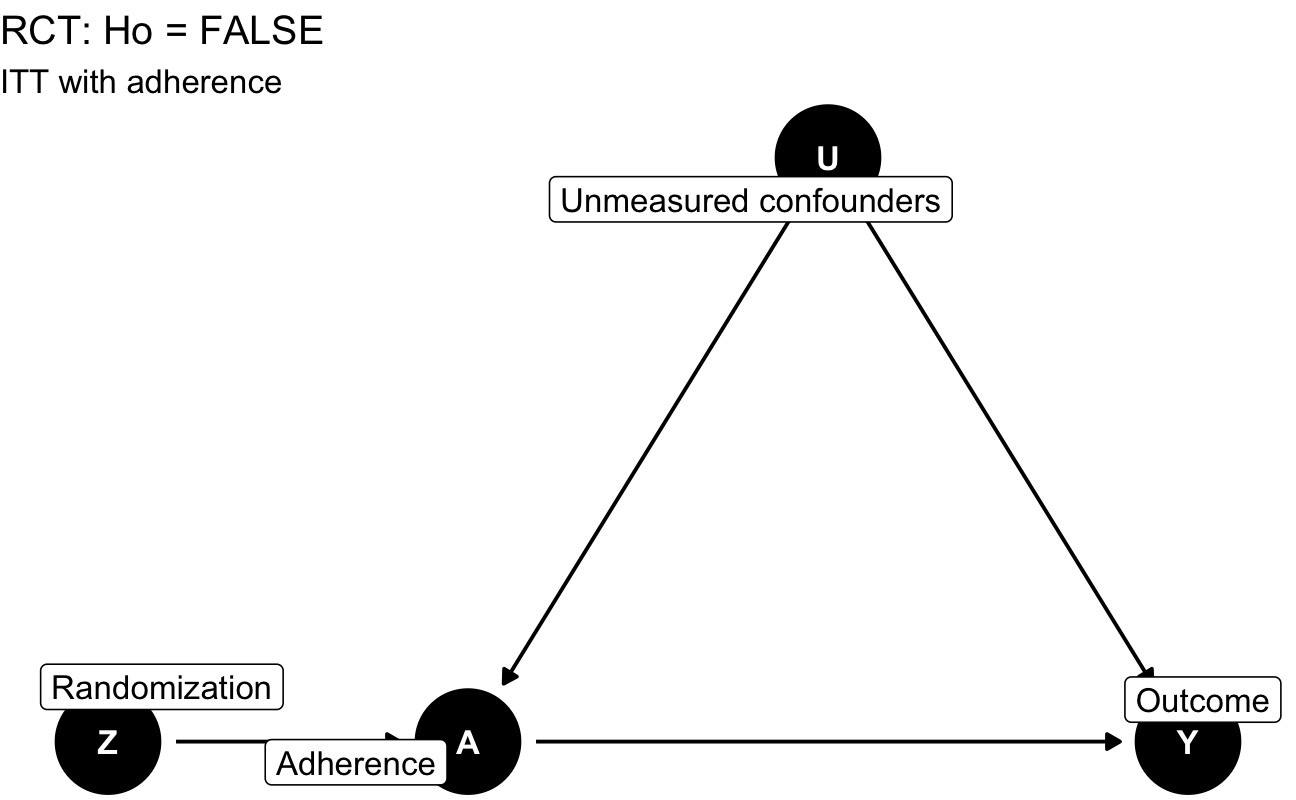 RCT: Ho = FALSE
ITT with adherence
U
Unmeasured confounders
Randomization
Outcome
Z
A
Y
Adherence